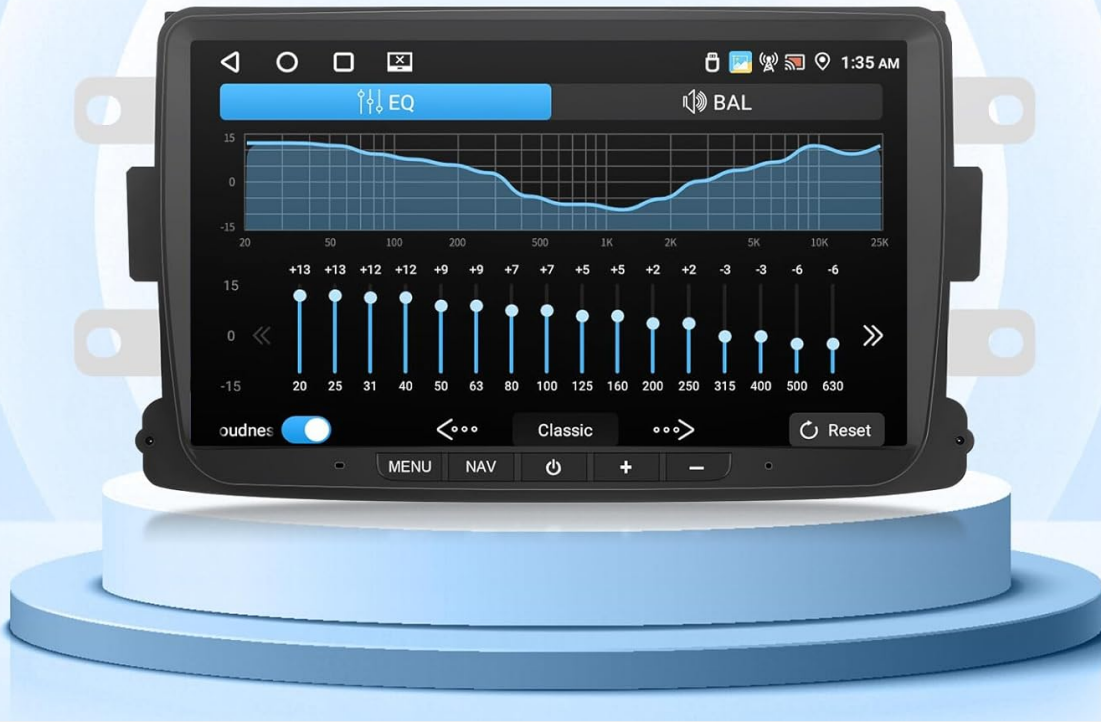 1:35 AM
EQ BAL
15
0
-15
20 50 100 200 500 1K 2K 5K 10K 25K
+13 +13 +12 +12 +9 +9 +7 +7 +5 +5 +2 +2 -3 -3 -6 -6
15
0
-15 20 25 31 40 50 63 80 100 125 160 200 250 315 400 500 630
oudnes Classic Reset
MENU NAV + −